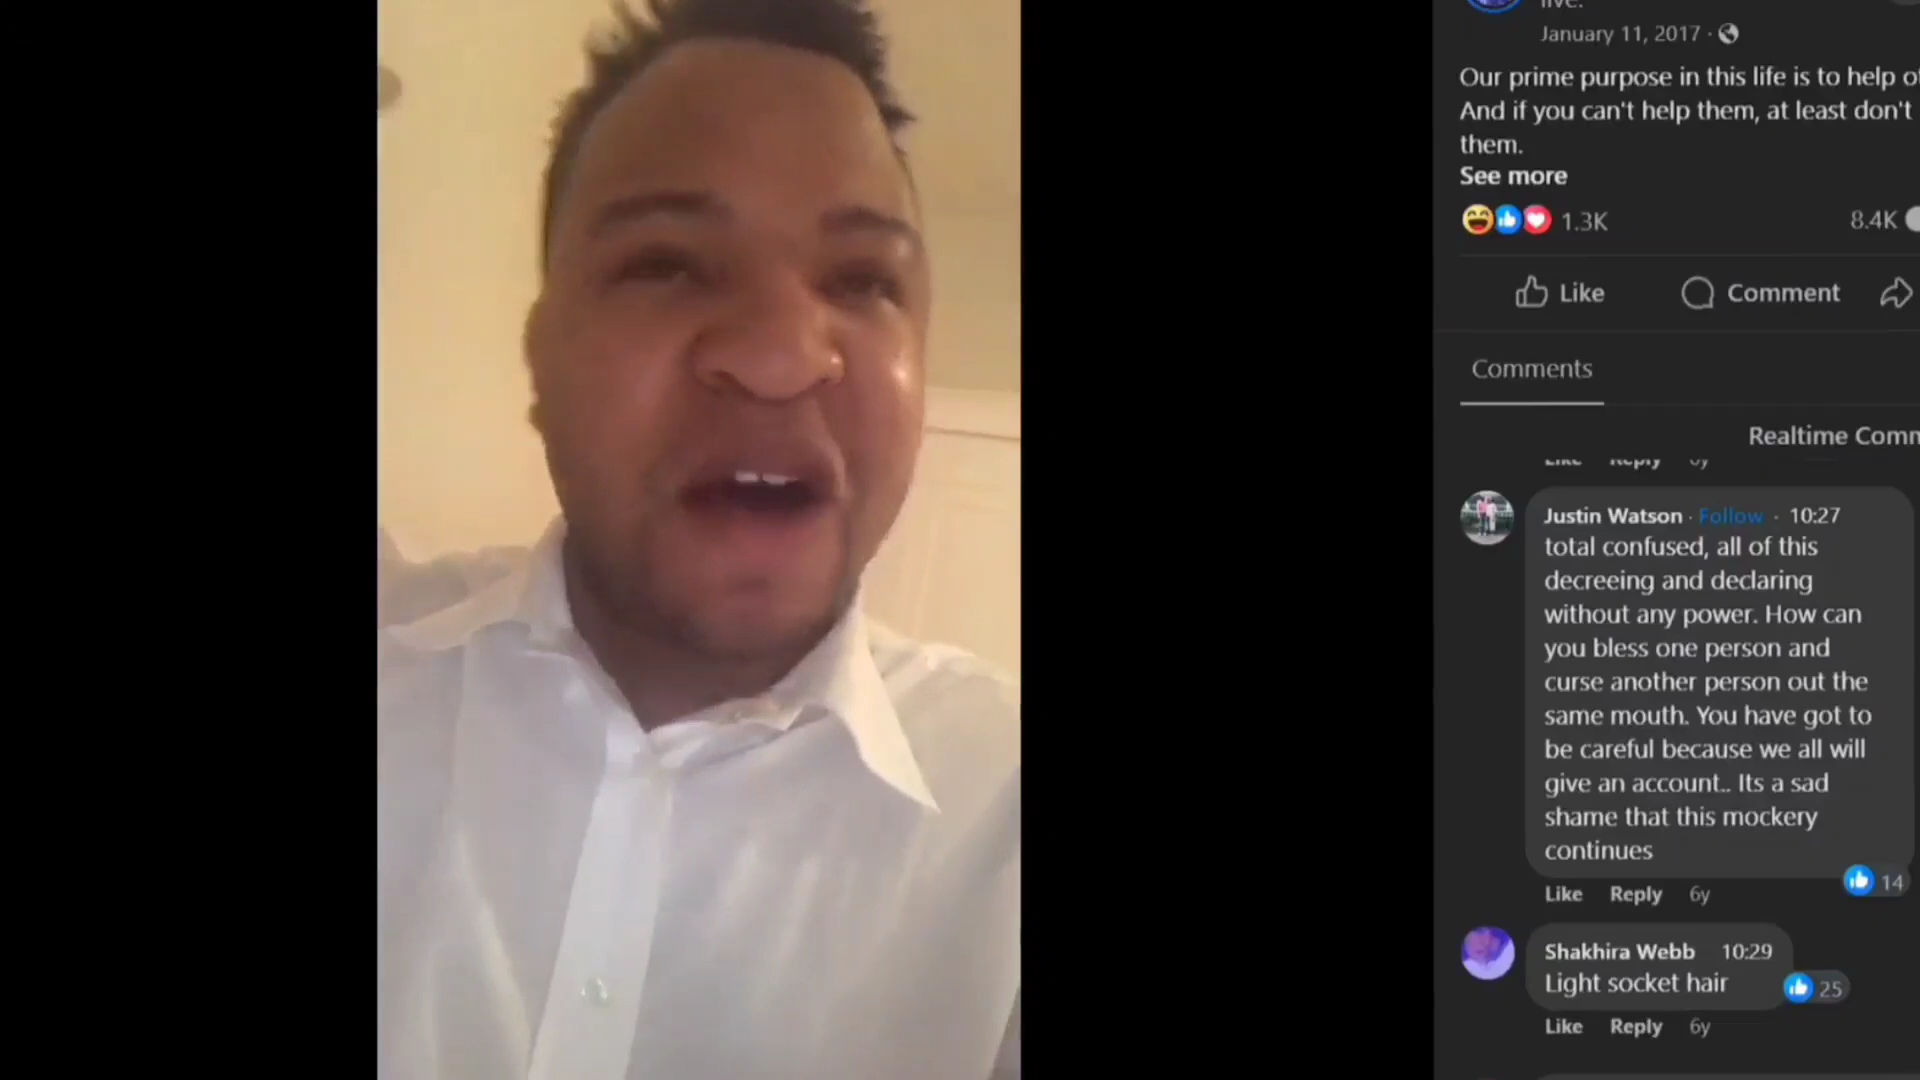 live.
January 11, 2017 ·
Our prime purpose in this life is to help
And if you can't help them, at least don't
them.
See more
1.3K 8.4K
Like Comment
Comments
Realtime
Like Reply 6y
Justin Watson · Follow · 10:27
total confused, all of this
decreeing and declaring
without any power. How can
you bless one person and
curse another person out the
same mouth. You have got to
be careful because we all will
give an account.. Its a sad
shame that this mockery
continues
14
Like Reply 6y
Shakhira Webb 10:29
Light socket hair
25
Like Reply 6y